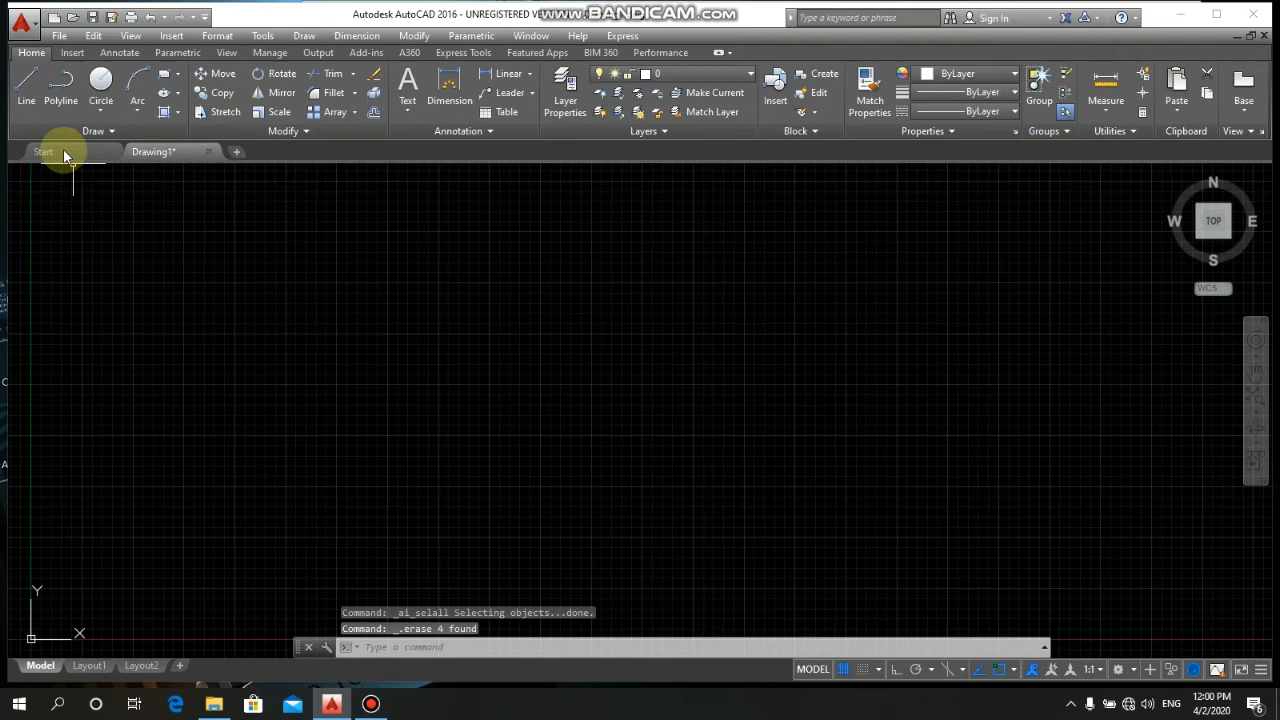 Autodesk AutoCAD 2016 - UNREGISTERED VE
www.BANDICAM.com
Type a keyword or phrase
Sign In
File Edit View Insert Format Tools Draw Dimension Modify Parametric Window Help Express
Home Insert Annotate Parametric View Manage Output Add-ins A360 Express Tools Featured Apps BIM 360 Performance
Move Rotate Trim Linear 0 Create ByLayer
Copy Mirror Fillet Leader Make Current Edit ByLayer
Line Polyline Circle Arc Text Dimension Layer Properties Insert Match Properties Group Measure Paste Base
Stretch Scale Array Table Match Layer ByLayer
Draw Modify Annotation Layers Block Properties Groups Utilities Clipboard View
Start Drawing1*
N
W TOP E
S
WCS
Y
X
Command: _ai_selall Selecting objects...done.
Command: _.erase 4 found
Type a command
Model Layout1 Layout2
MODEL 1:1
12:00 PM
4/2/2020
6